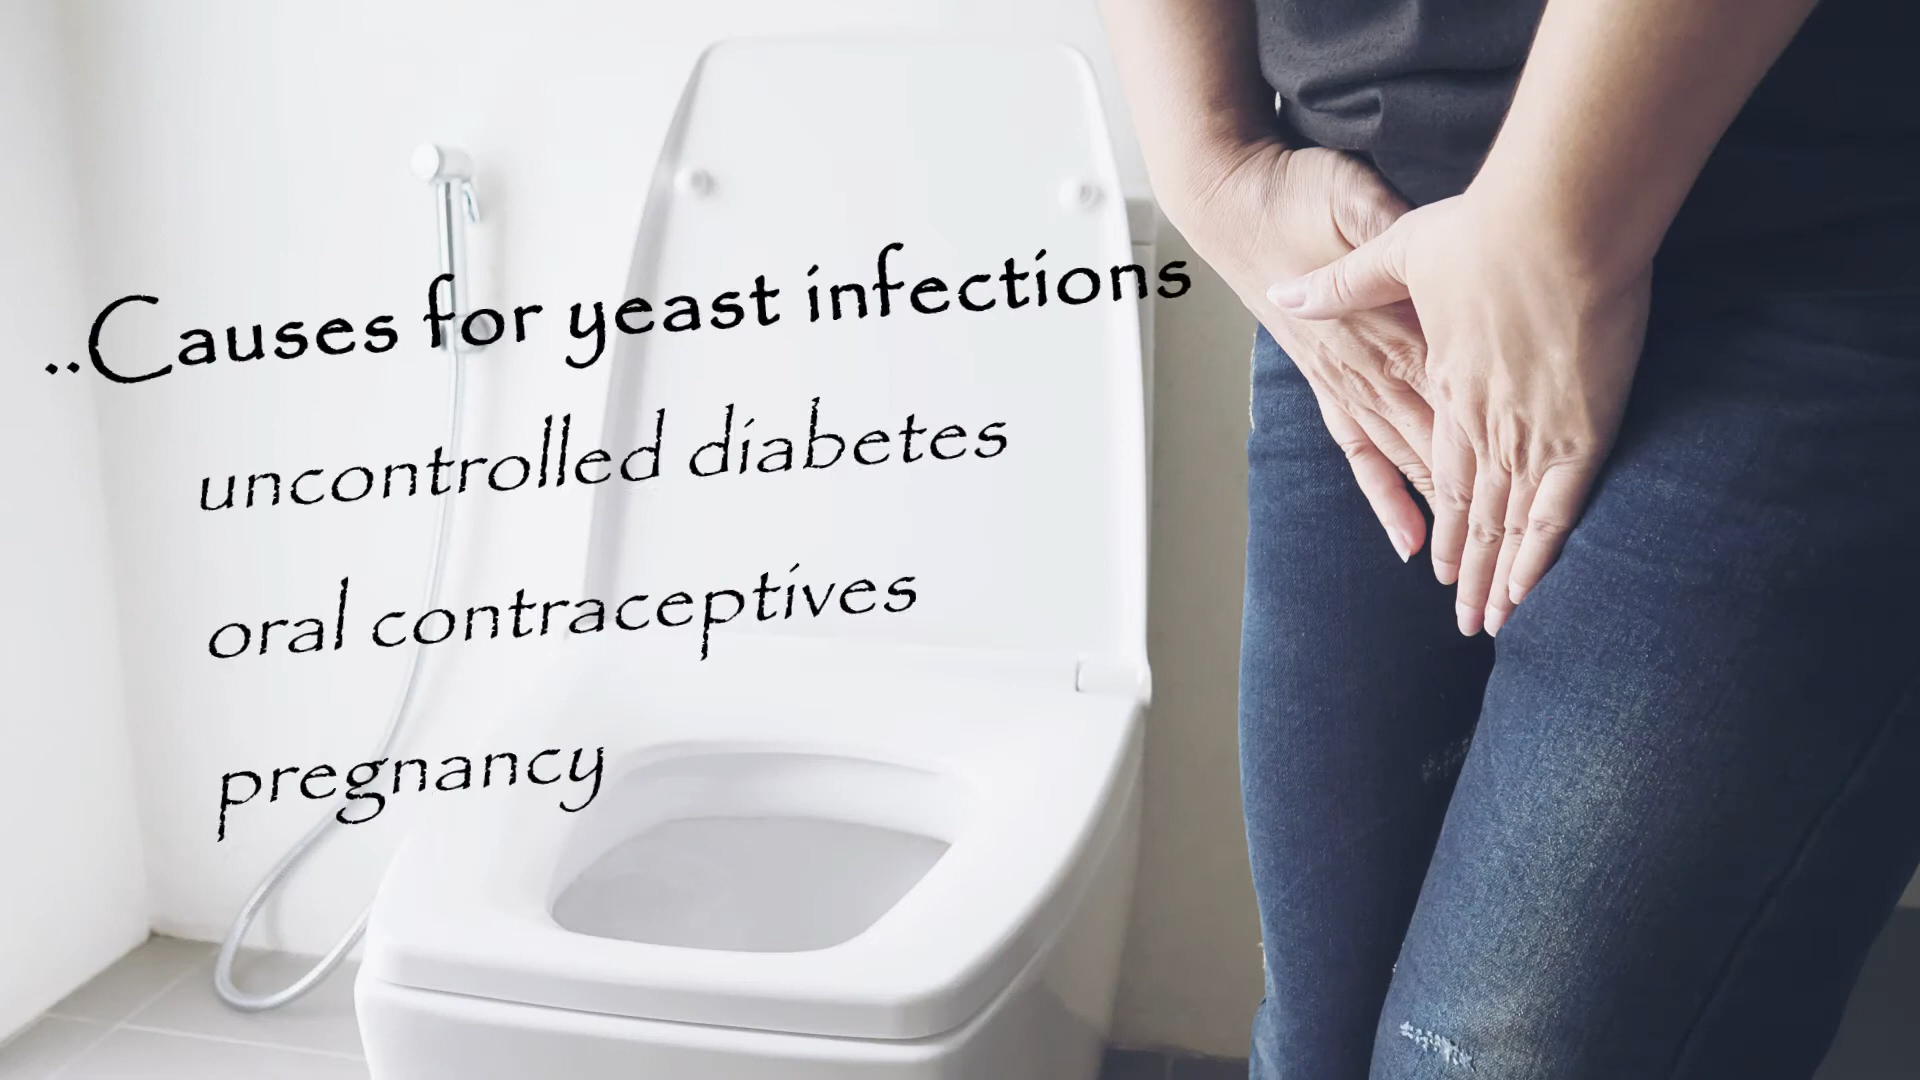 ..Causes for yeast infections
uncontrolled diabetes
oral contraceptives
pregnancy